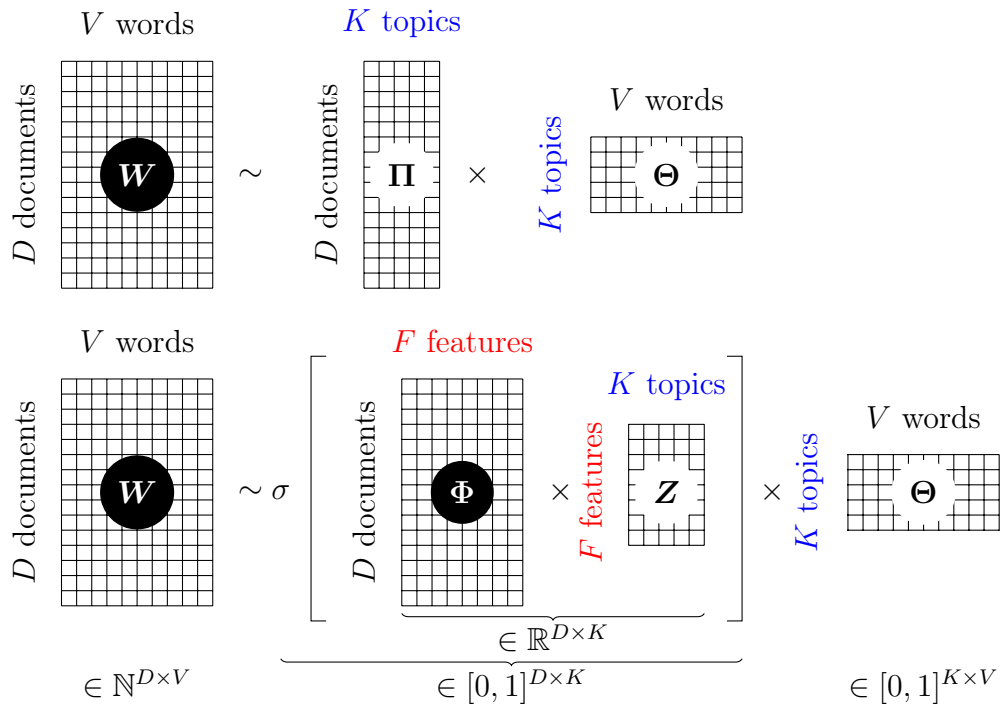 V words
K topics
D documents
W
∼
D documents
Π
×
K topics
V words
Θ
V words
F features
D documents
W
∼ σ
D documents
Φ
×
F features
K topics
Z
×
K topics
V words
Θ
∈ ℝ^{D×K}
∈ ℕ^{D×V}
∈ [0, 1]^{D×K}
∈ [0, 1]^{K×V}